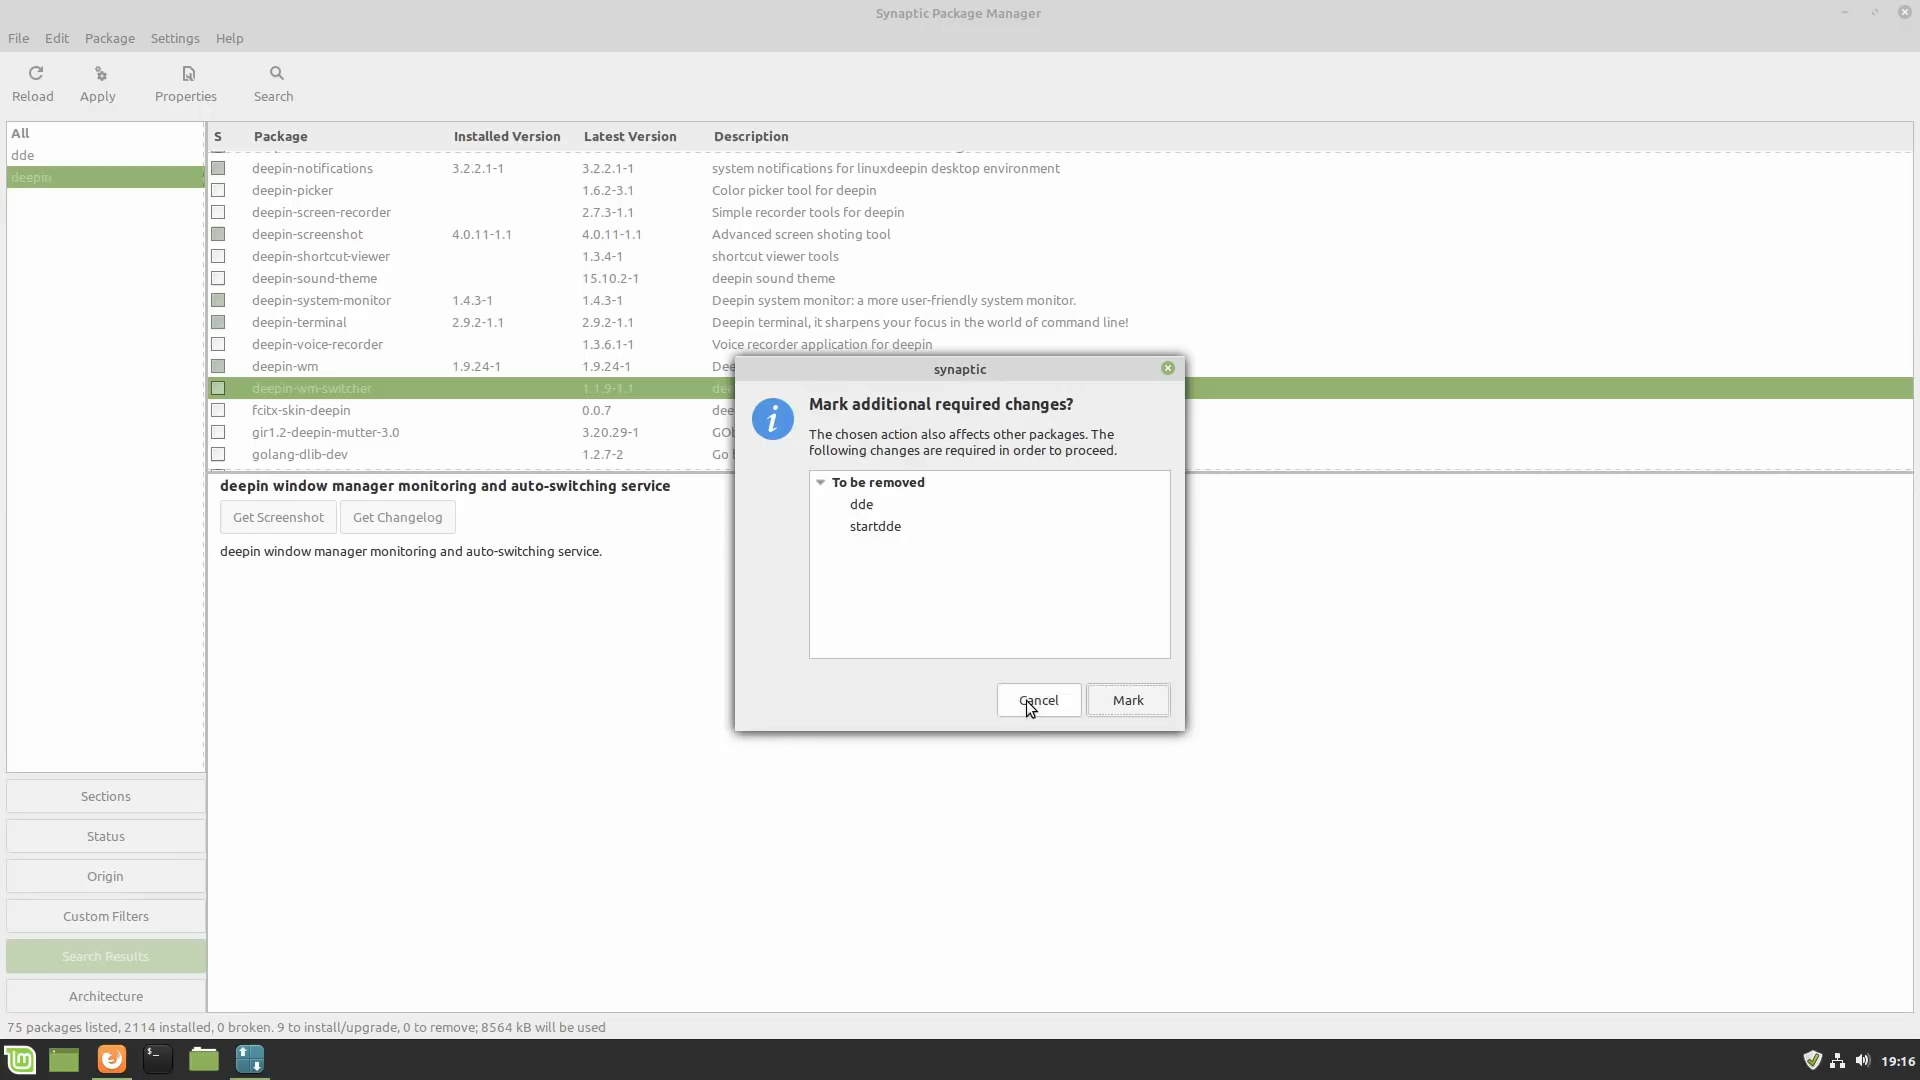 Synaptic Package Manager
File Edit Package Settings Help
Reload Apply Properties Search
All
dde
deepin
S Package Installed Version Latest Version Description
deepin-notifications 3.2.2.1-1 3.2.2.1-1 system notifications for linuxdeepin desktop environment
deepin-picker 1.6.2-3.1 Color picker tool for deepin
deepin-screen-recorder 2.7.3-1.1 Simple recorder tools for deepin
deepin-screenshot 4.0.11-1.1 4.0.11-1.1 Advanced screen shoting tool
deepin-shortcut-viewer 1.3.4-1 shortcut viewer tools
deepin-sound-theme 15.10.2-1 deepin sound theme
deepin-system-monitor 1.4.3-1 1.4.3-1 Deepin system monitor: a more user-friendly system monitor.
deepin-terminal 2.9.2-1.1 2.9.2-1.1 Deepin terminal, it sharpens your focus in the world of command line!
deepin-voice-recorder 1.3.6.1-1 Voice recorder application for deepin
deepin-wm 1.9.24-1 1.9.24-1 Dee
deepin-wm-switcher 1.1.9-1.1 dee
fcitx-skin-deepin 0.0.7 dee
gir1.2-deepin-mutter-3.0 3.20.29-1 GOb
golang-dlib-dev 1.2.7-2 Go
deepin window manager monitoring and auto-switching service
Get Screenshot Get Changelog
deepin window manager monitoring and auto-switching service.
synaptic
Mark additional required changes?
The chosen action also affects other packages. The
following changes are required in order to proceed.
To be removed
dde
startdde
Cancel Mark
Sections
Status
Origin
Custom Filters
Search Results
Architecture
75 packages listed, 2114 installed, 0 broken. 9 to install/upgrade, 0 to remove; 8564 kB will be used
19:16